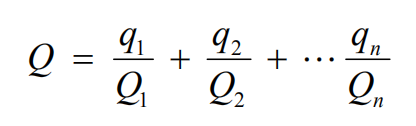 Q = q₁/Q₁ + q₂/Q₂ + ⋯ qₙ/Qₙ